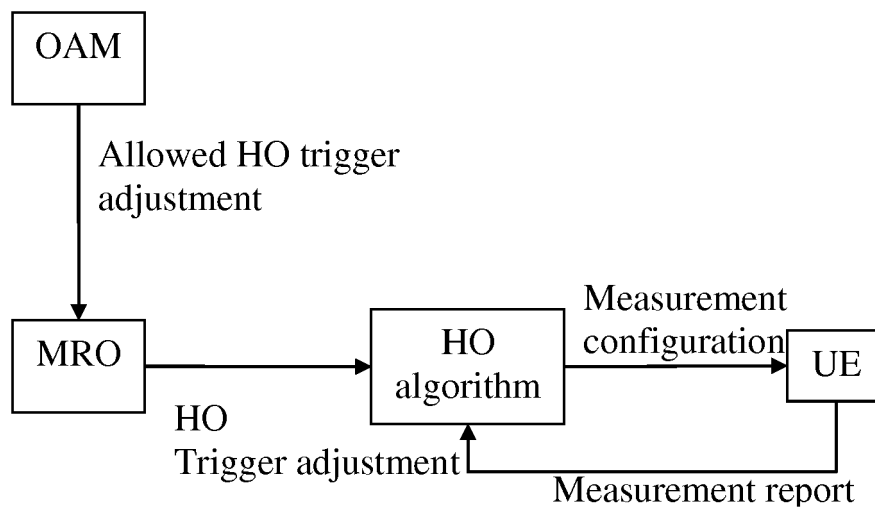 OAM
Allowed HO trigger
adjustment
MRO
HO
Trigger adjustment
HO
algorithm
Measurement
configuration
UE
Measurement report